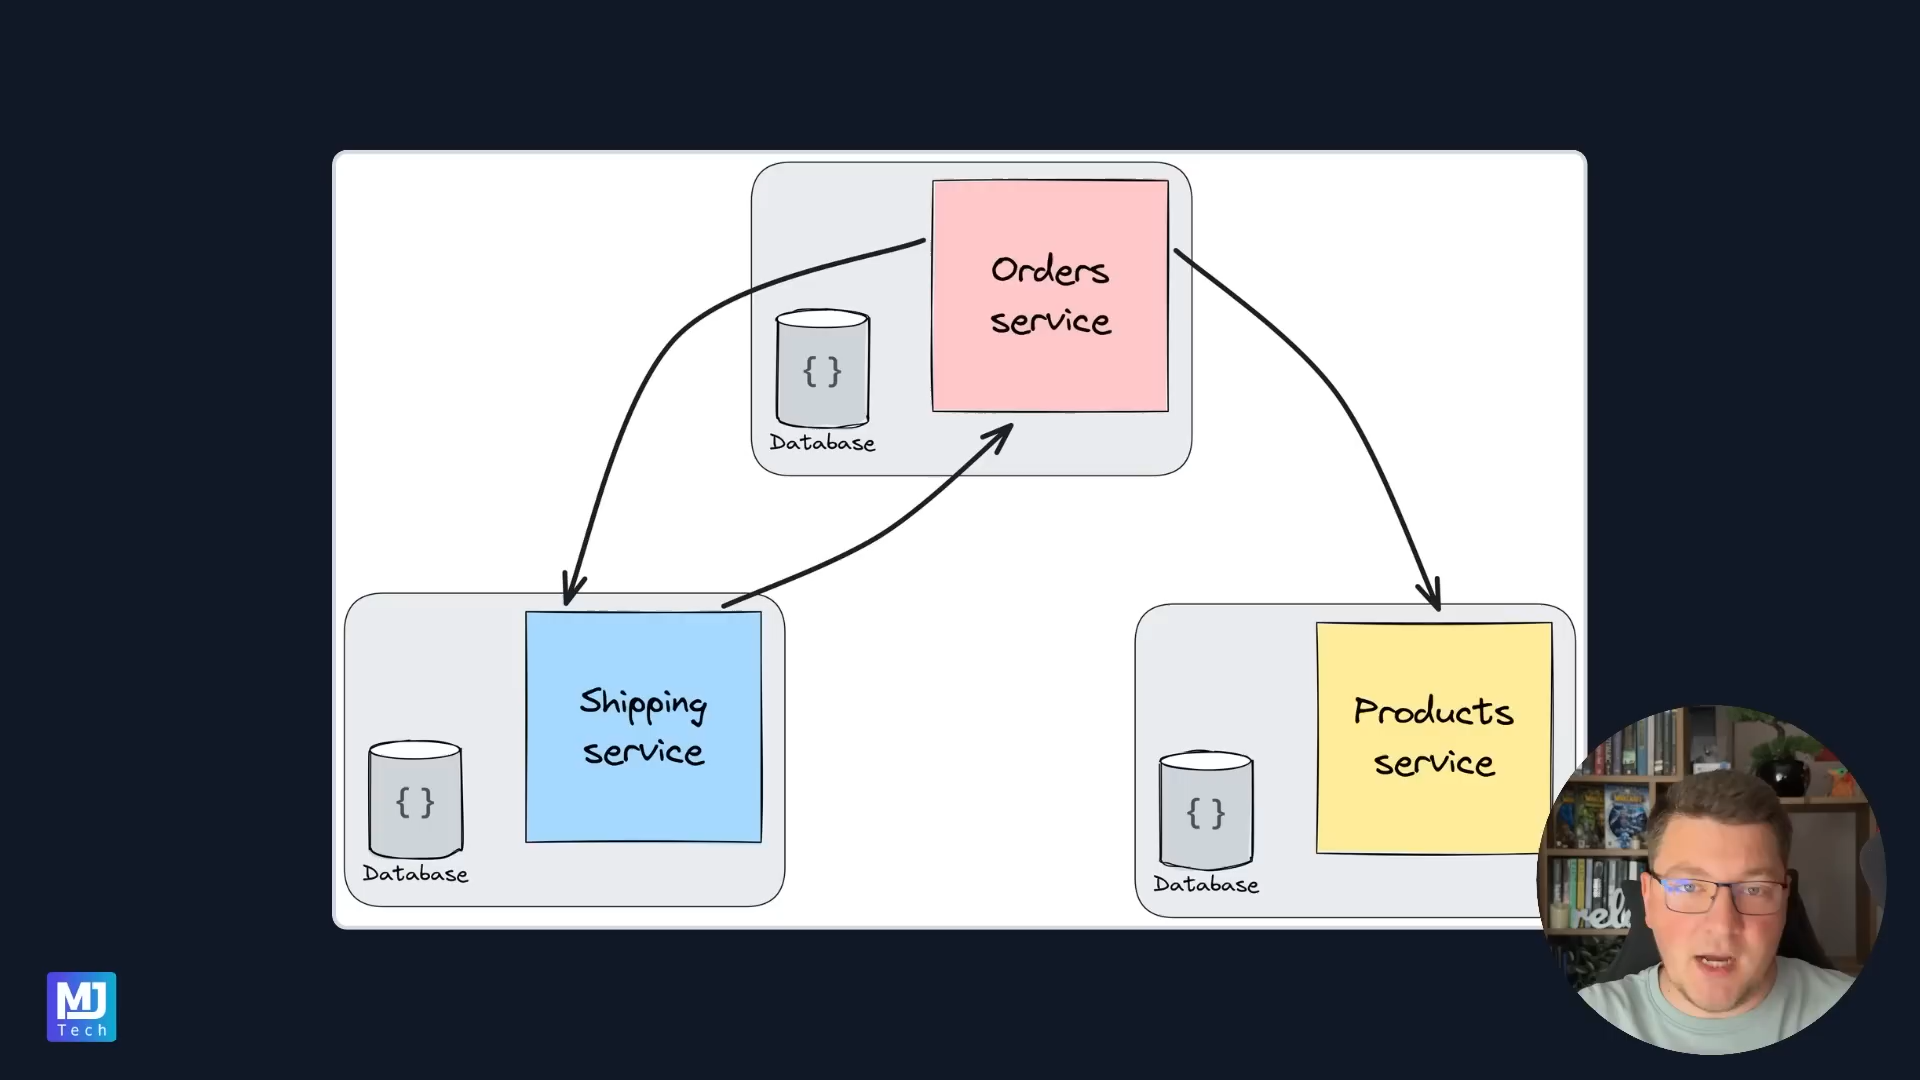 Orders
service
{ }
Database
Shipping
service
{ }
Database
Products
service
{ }
Database
MJ
Tech